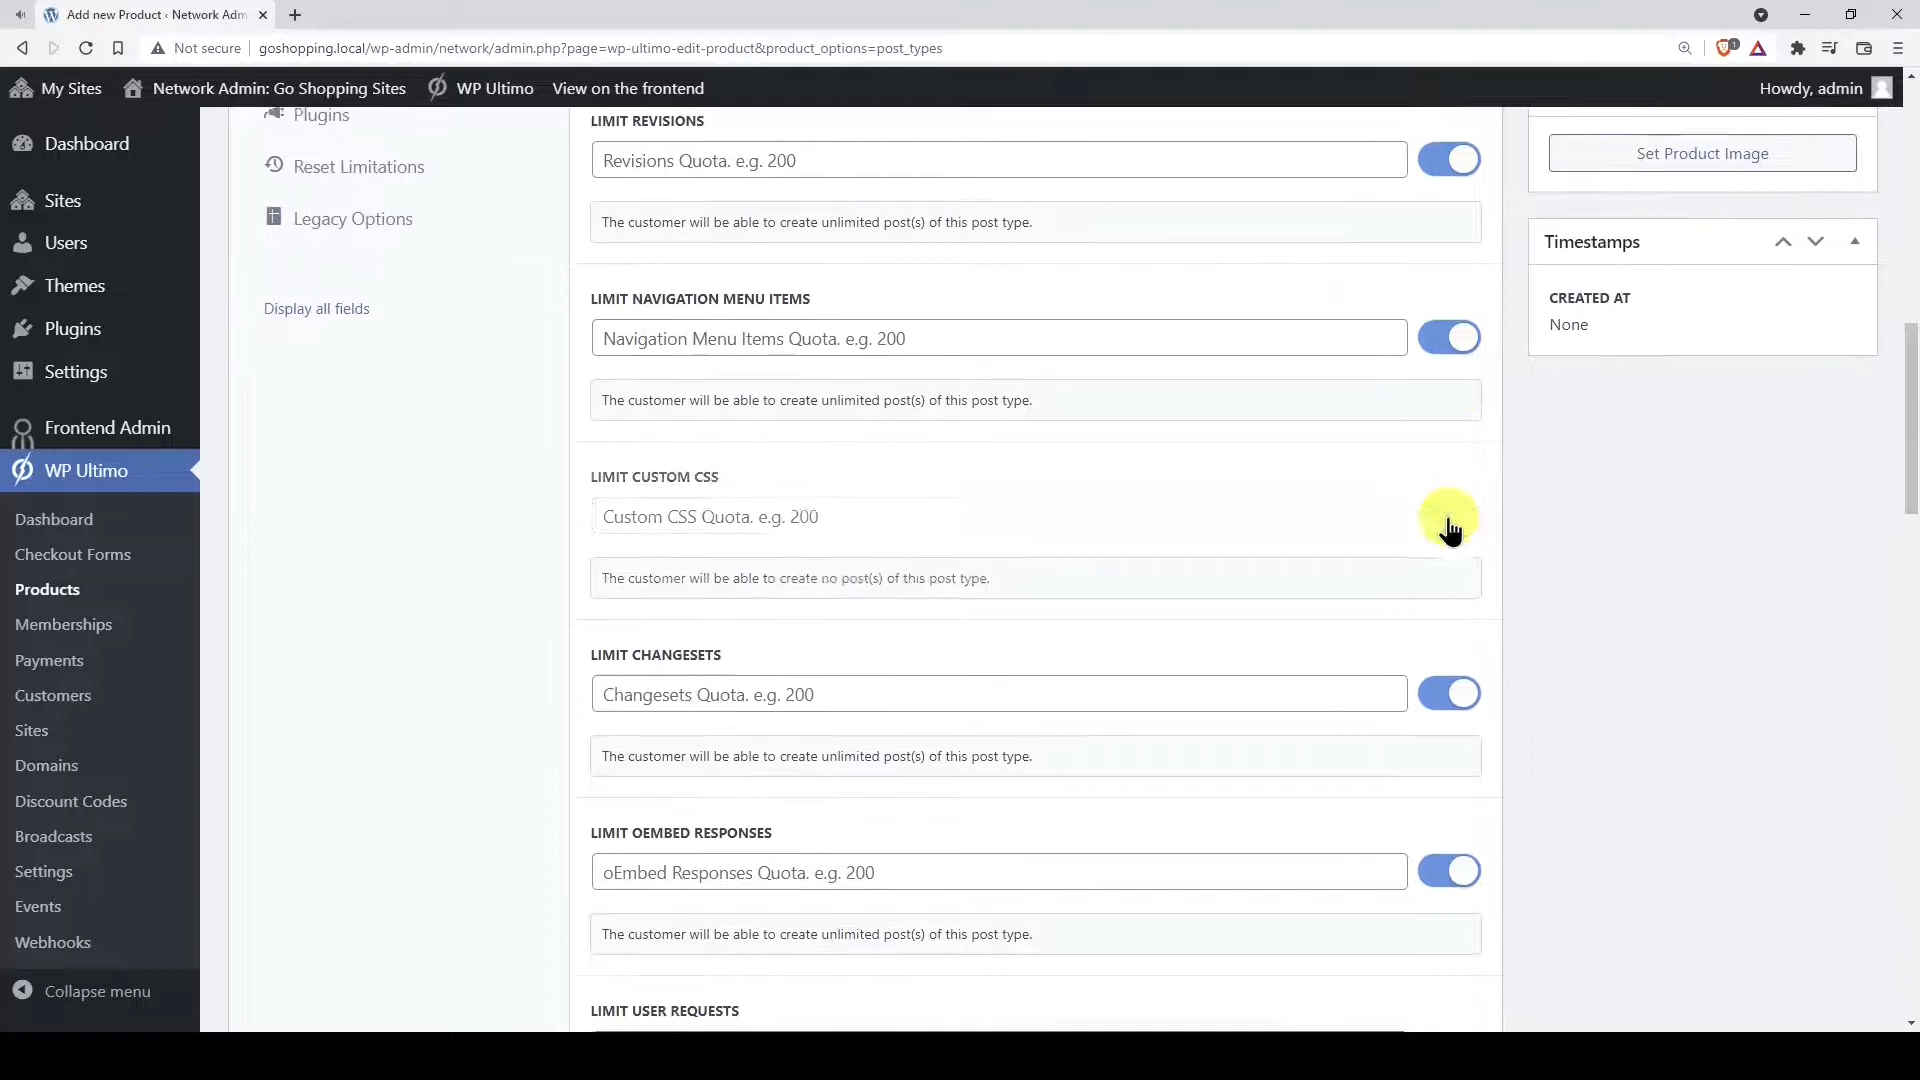 Add new Product ‹ Network Adm
Not secure
goshopping.local/wp-admin/network/admin.php?page=wp-ultimo-edit-product&product_options=post_types
1
My Sites
Network Admin: Go Shopping Sites
WP Ultimo
View on the frontend
Howdy, admin
Dashboard
Sites
Users
Themes
Plugins
Settings
Frontend Admin
WP Ultimo
Dashboard
Checkout Forms
Products
Memberships
Payments
Customers
Sites
Domains
Discount Codes
Broadcasts
Settings
Events
Webhooks
Collapse menu
Plugins
Reset Limitations
Legacy Options
Display all fields
LIMIT REVISIONS
Revisions Quota. e.g. 200
The customer will be able to create unlimited post(s) of this post type.
LIMIT NAVIGATION MENU ITEMS
Navigation Menu Items Quota. e.g. 200
The customer will be able to create unlimited post(s) of this post type.
LIMIT CUSTOM CSS
Custom CSS Quota. e.g. 200
The customer will be able to create no post(s) of this post type.
LIMIT CHANGESETS
Changesets Quota. e.g. 200
The customer will be able to create unlimited post(s) of this post type.
LIMIT OEMBED RESPONSES
oEmbed Responses Quota. e.g. 200
The customer will be able to create unlimited post(s) of this post type.
LIMIT USER REQUESTS
Set Product Image
Timestamps
CREATED AT
None